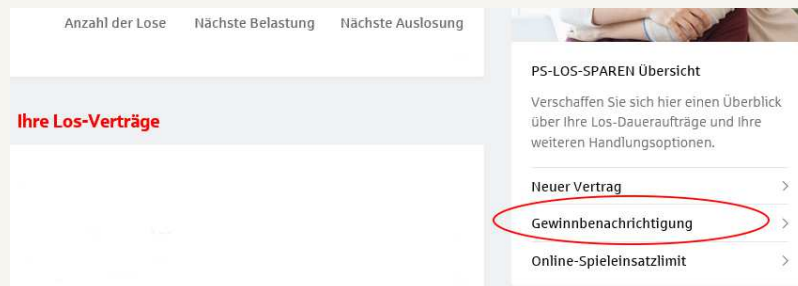 Anzahl der Lose Nächste Belastung Nächste Auslosung
Ihre Los-Verträge
PS-LOS-SPAREN Übersicht
Verschaffen Sie sich hier einen Überblick
über Ihre Los-Daueraufträge und Ihre
weiteren Handlungsoptionen.
Neuer Vertrag
Gewinnbenachrichtigung
Online-Spieleinsatzlimit